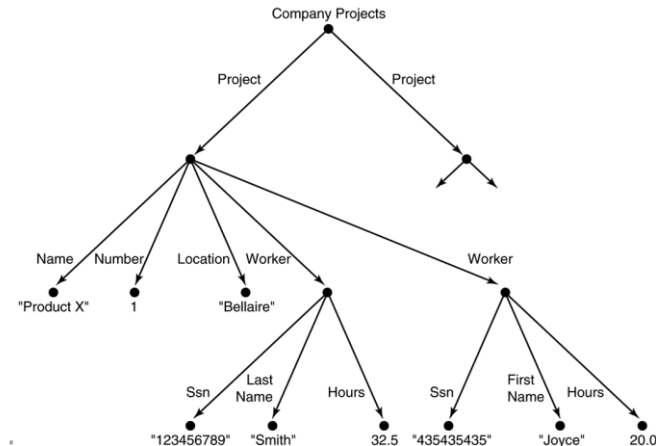 Company Projects
Project Project
Name Number Location Worker Worker
"Product X" 1 "Bellaire"
Ssn Last Name Hours Ssn First Name Hours
"123456789" "Smith" 32.5 "435435435" "Joyce" 20.0